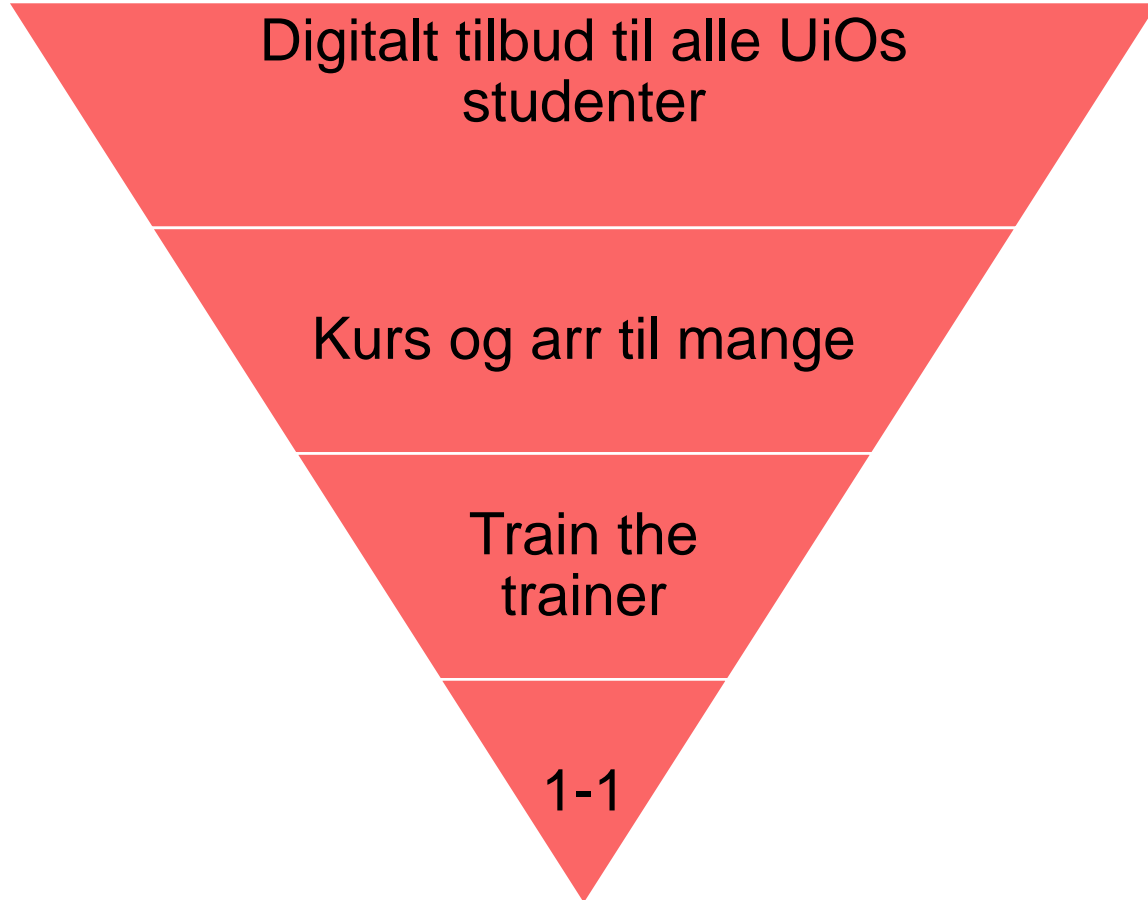 Digitalt tilbud til alle UiOs
studenter
Kurs og arr til mange
Train the
trainer
1-1